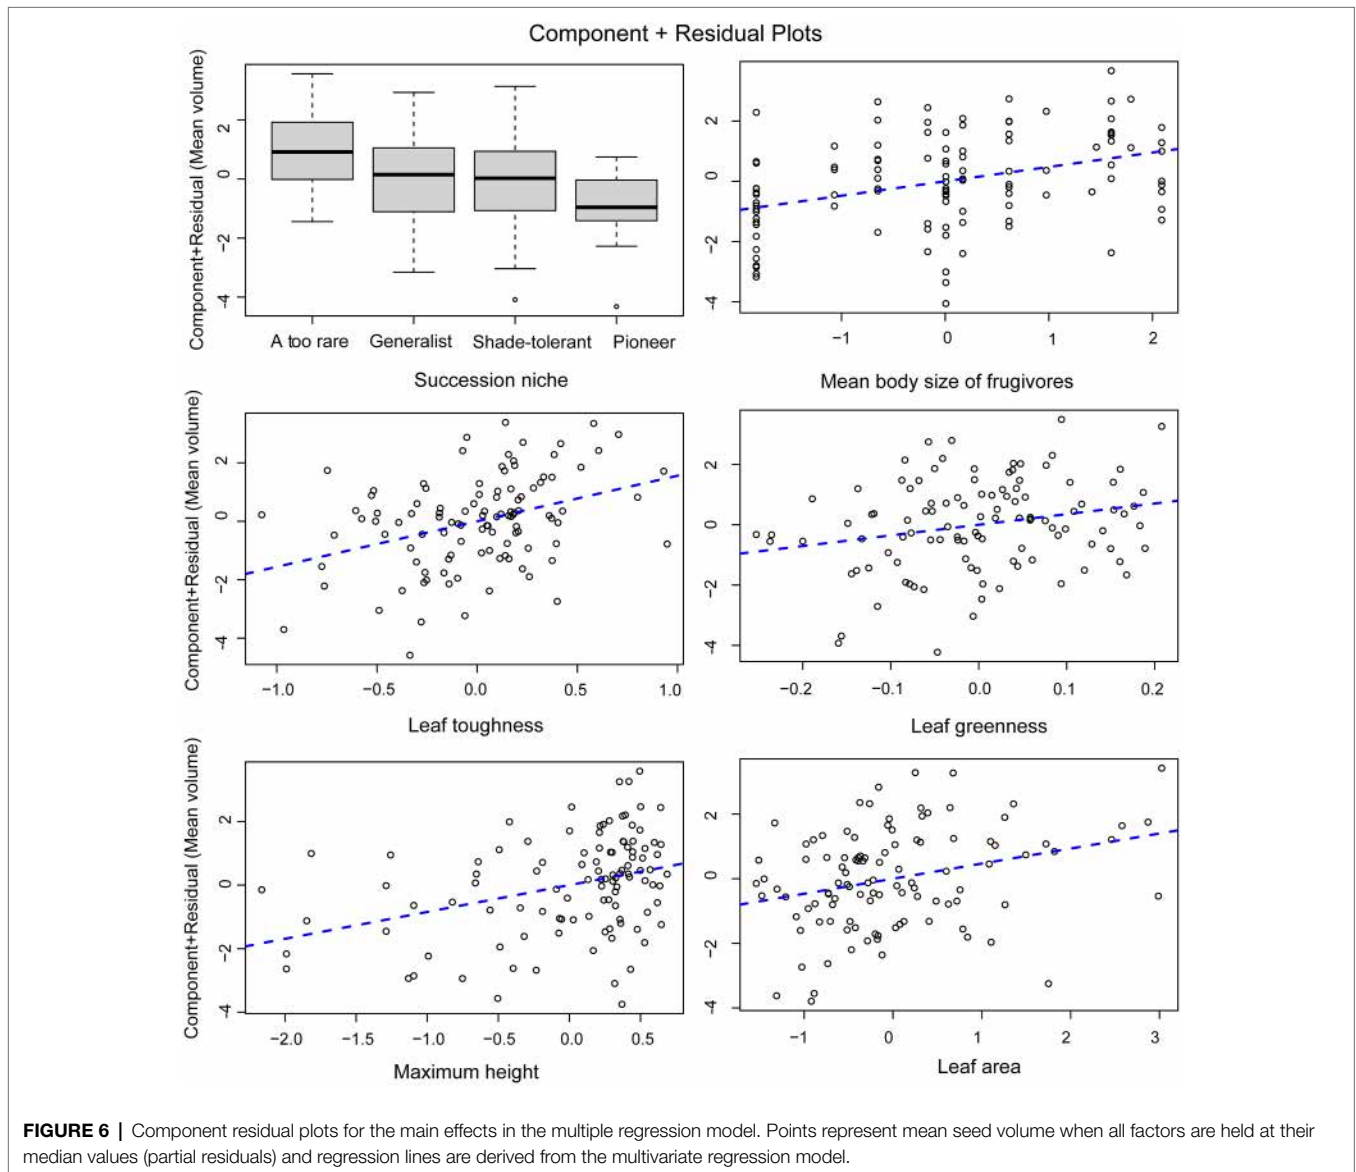 Component + Residual Plots
Component+Residual (Mean volume)
2
0
−2
−4
A too rare Generalist Shade-tolerant Pioneer
Succession niche
2
0
−2
−4
−1 0 1 2
Mean body size of frugivores
Component+Residual (Mean volume)
2
0
−2
−4
−1.0 −0.5 0.0 0.5 1.0
Leaf toughness
2
0
−2
−4
−0.2 −0.1 0.0 0.1 0.2
Leaf greenness
Component+Residual (Mean volume)
2
0
−2
−4
−2.0 −1.5 −1.0 −0.5 0.0 0.5
Maximum height
2
0
−2
−4
−1 0 1 2 3
Leaf area
FIGURE 6 | Component residual plots for the main effects in the multiple regression model. Points represent mean seed volume when all factors are held at their
median values (partial residuals) and regression lines are derived from the multivariate regression model.